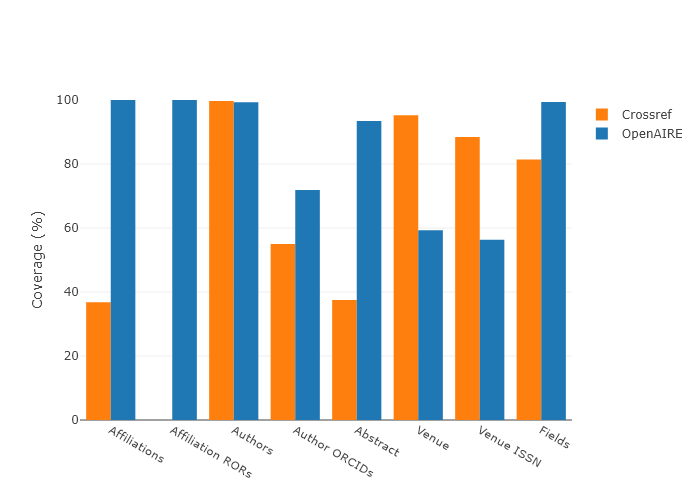 100
80
60
40
20
0
Coverage (%)
Affiliations
Affiliation RORs
Authors
Author ORCIDs
Abstract
Venue
Venue ISSN
Fields
Crossref
OpenAIRE